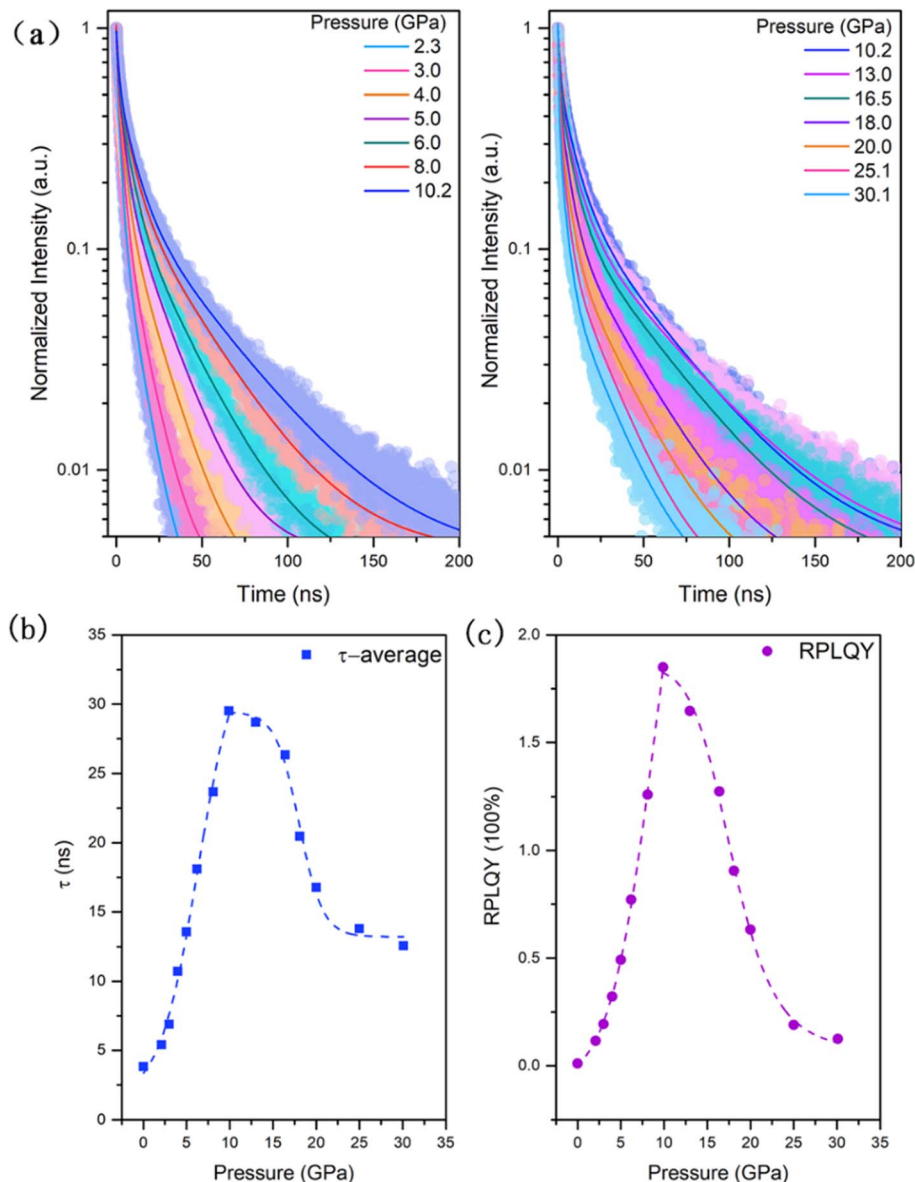 (a)
Pressure (GPa)
2.3
3.0
4.0
5.0
6.0
8.0
10.2
1
0.1
0.01
Normalized Intensity (a.u.)
0 50 100 150 200
Time (ns)
Pressure (GPa)
10.2
13.0
16.5
18.0
20.0
25.1
30.1
1
0.1
0.01
Normalized Intensity (a.u.)
0 50 100 150 200
Time (ns)
(b)
τ–average
35
30
25
20
15
10
5
0
τ (ns)
0 5 10 15 20 25 30 35
Pressure (GPa)
(c)
RPLQY
2.0
1.5
1.0
0.5
0.0
RPLQY (100%)
0 5 10 15 20 25 30 35
Pressure (GPa)